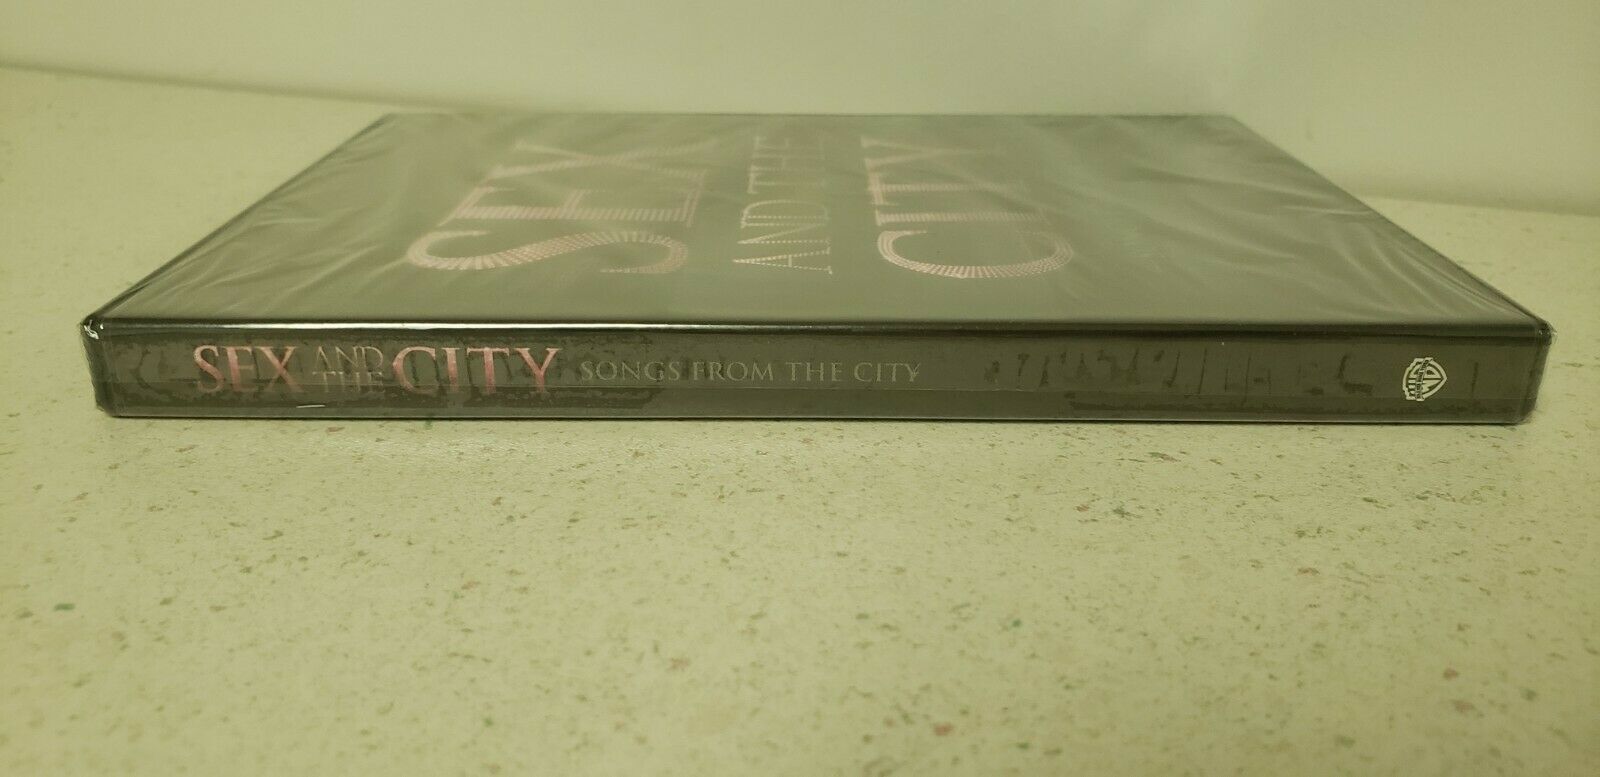 SEX
AND THE
CITY
SEX AND THE CITY SONGS FROM THE CITY